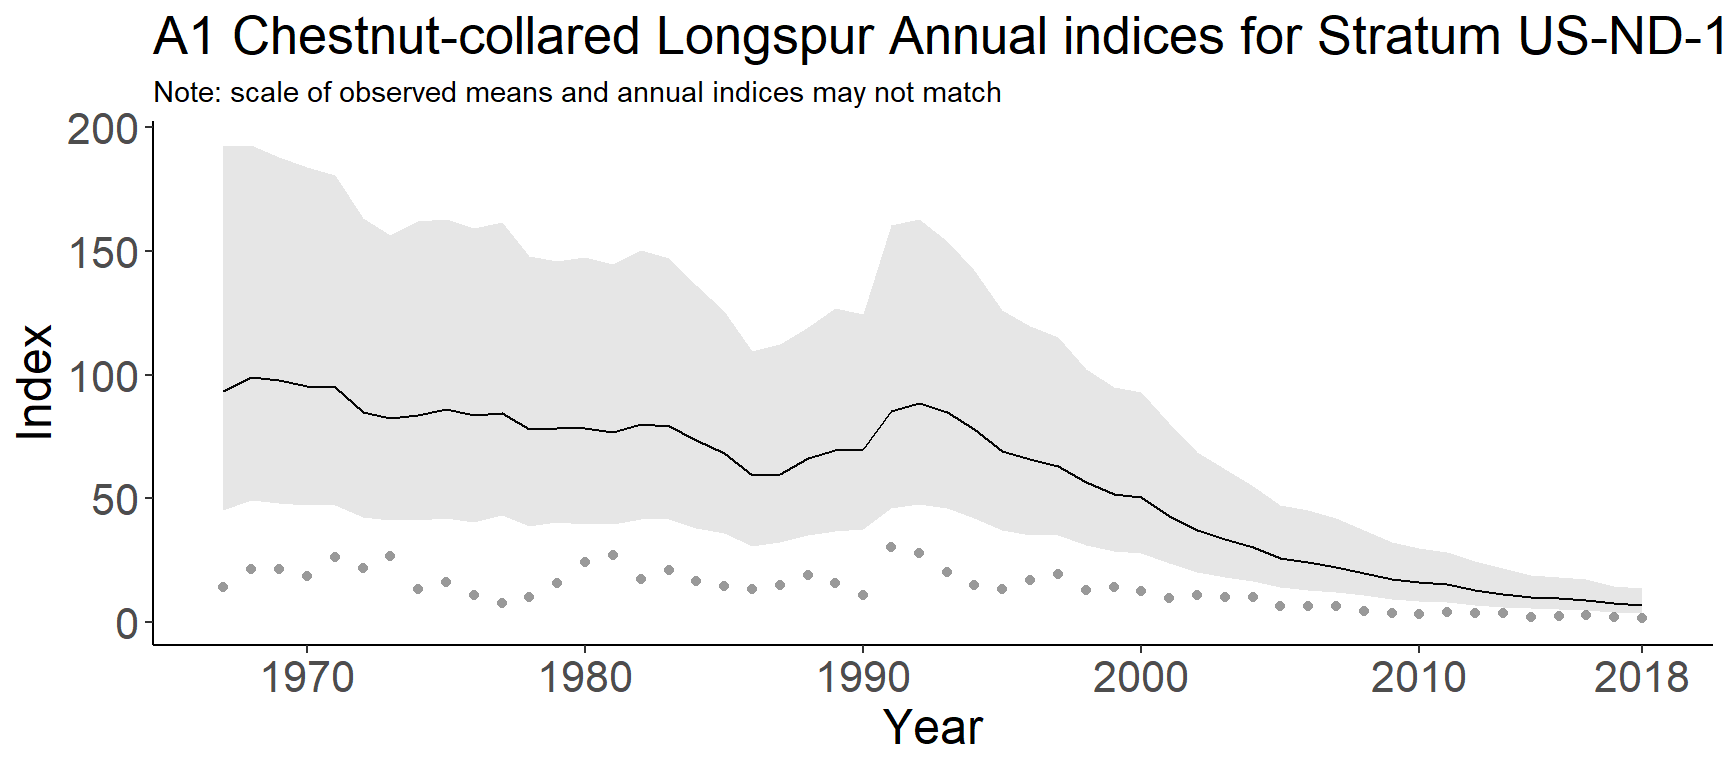 A1 Chestnut-collared Longspur Annual indices for Stratum US-ND-1
Note: scale of observed means and annual indices may not match
200
150
100
50
0
Index
1970 1980 1990 2000 2010 2018
Year